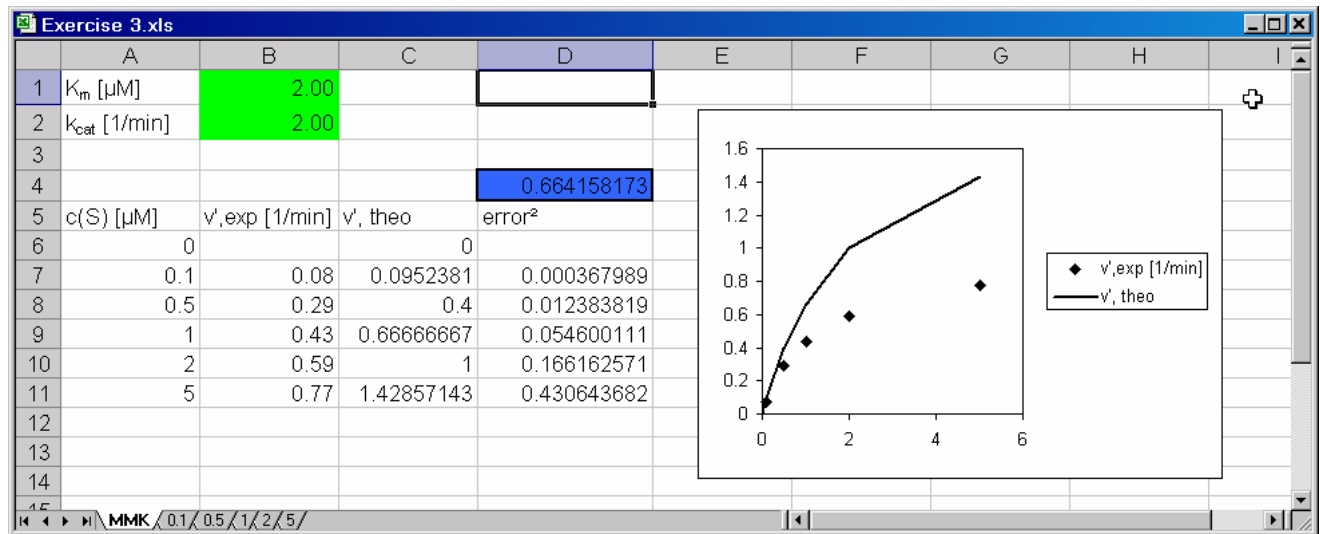 Exercise 3.xls
A B C D E F G H I
1 Km [µM] 2.00
2 kcat [1/min] 2.00
3
4 0.664158173
5 c(S) [µM] v',exp [1/min] v', theo error²
6 0 0
7 0.1 0.08 0.0952381 0.000367989
8 0.5 0.29 0.4 0.012383819
9 1 0.43 0.66666667 0.054600111
10 2 0.59 1 0.166162571
11 5 0.77 1.42857143 0.430643682
12
13
14
15
1.6
1.4
1.2
1
0.8
0.6
0.4
0.2
0
0 2 4 6
v',exp [1/min]
v', theo
MMK 0.1 0.5 1 2 5